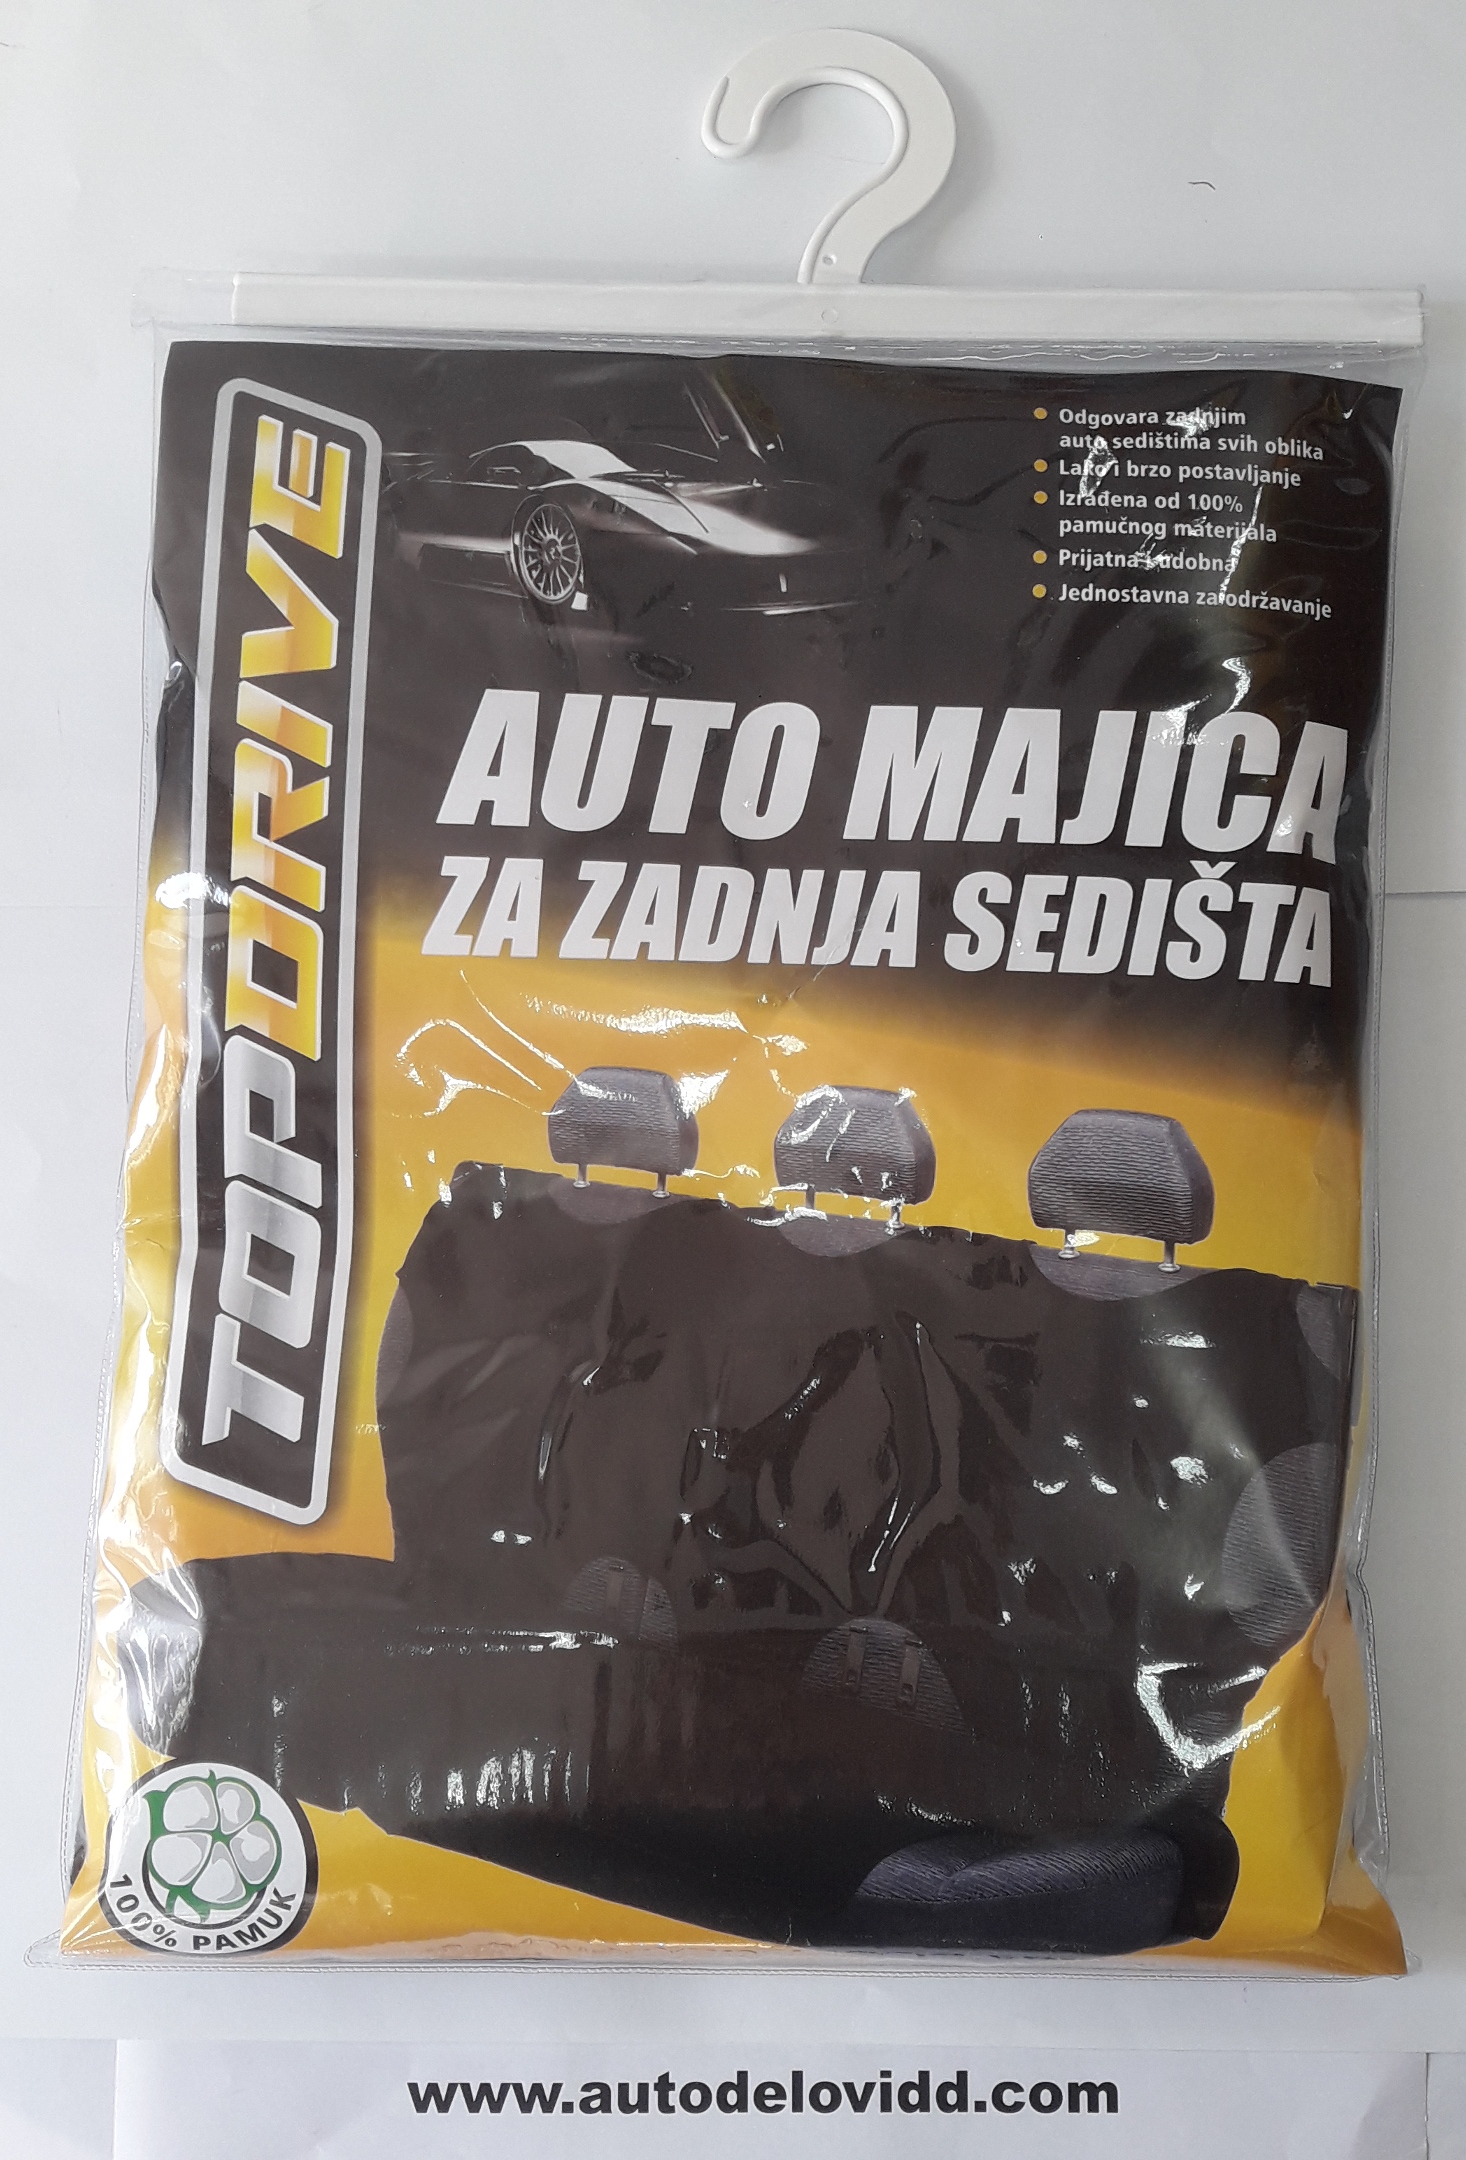 TOPDRIVE
Odgovara zadnjim
auto sedištima svih oblika
Lako i brzo postavljanje
Izrađena od 100%
pamučnog materijala
Prijatna i udobna
Jednostavna za održavanje
AUTO MAJICA
ZA ZADNJA SEDIŠTA
100% PAMUK
www.autodelovidd.com